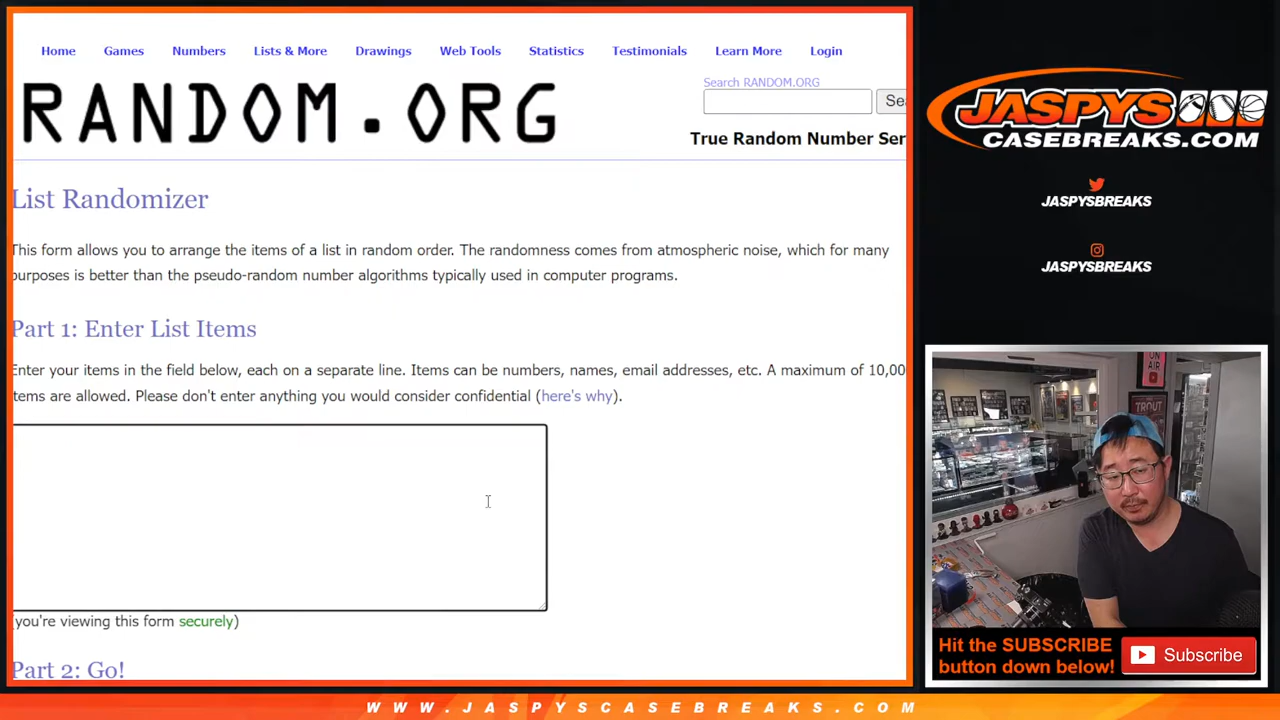 Home Games Numbers Lists & More Drawings Web Tools Statistics Testimonials Learn More Login
Search RANDOM.ORG
RANDOM.ORG
True Random Number Ser
List Randomizer
This form allows you to arrange the items of a list in random order. The randomness comes from atmospheric noise, which for many
purposes is better than the pseudo-random number algorithms typically used in computer programs.
Part 1: Enter List Items
Enter your items in the field below, each on a separate line. Items can be numbers, names, email addresses, etc. A maximum of 10,00
items are allowed. Please don't enter anything you would consider confidential (here's why).
(you're viewing this form securely)
Part 2: Go!
JASPYS
CASEBREAKS.COM
JASPYSBREAKS
JASPYSBREAKS
ON
AIR
TROUT
Hit the SUBSCRIBE
button down below!
Subscribe
WWW.JASPYSCASEBREAKS.COM